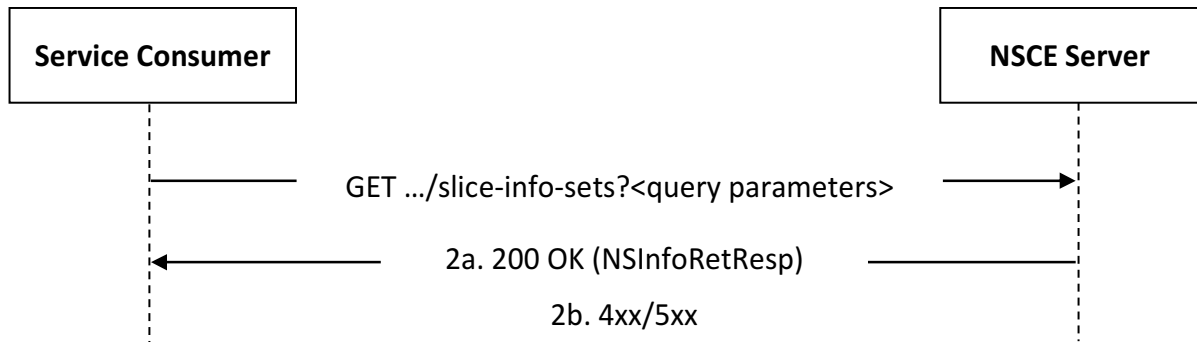 Service Consumer
NSCE Server
GET .../slice-info-sets?<query parameters>
2a. 200 OK (NSInfoRetResp)
2b. 4xx/5xx